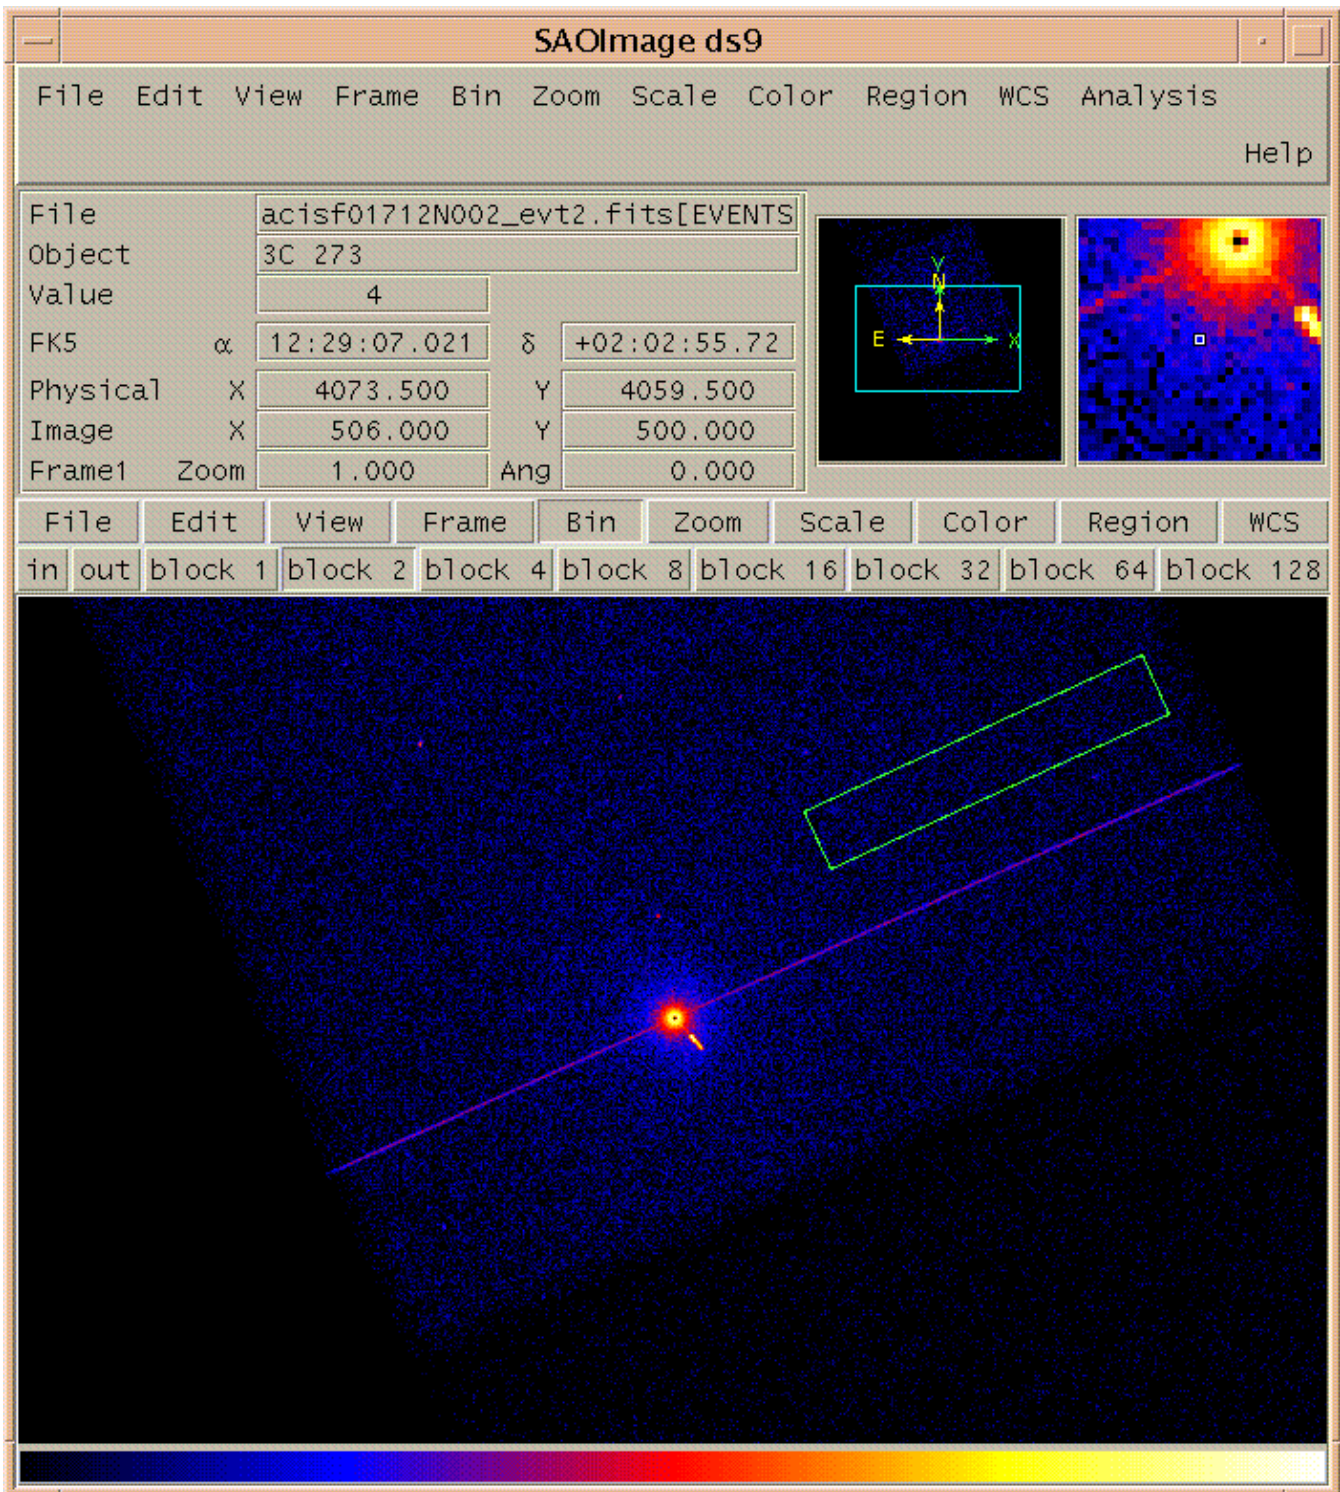 SAOImage ds9
File Edit View Frame Bin Zoom Scale Color Region WCS Analysis
Help
File acisf01712N002_evt2.fits[EVENTS
Object 3C 273
Value 4
FK5 α 12:29:07.021 δ +02:02:55.72
Physical X 4073.500 Y 4059.500
Image X 506.000 Y 500.000
Frame1 Zoom 1.000 Ang 0.000
Y
N
E X
File Edit View Frame Bin Zoom Scale Color Region WCS
in out block 1 block 2 block 4 block 8 block 16 block 32 block 64 block 128